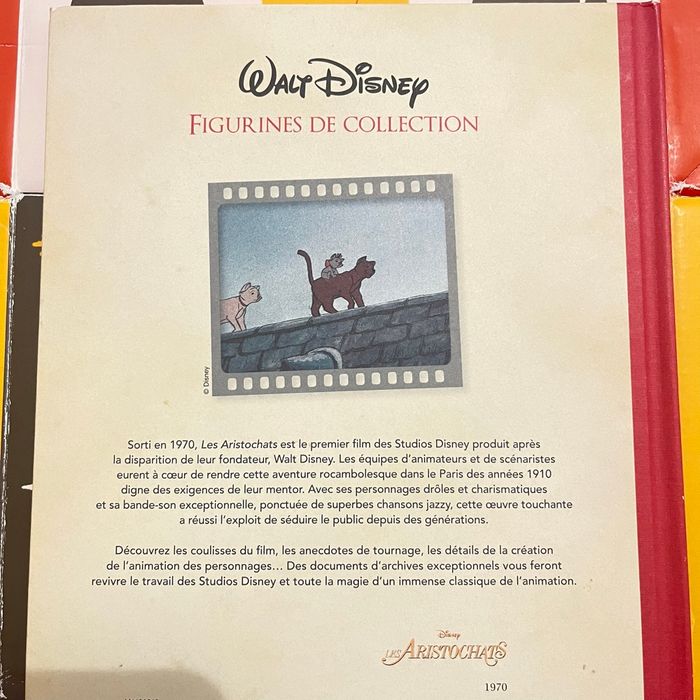 WALT DISNEY
FIGURINES DE COLLECTION
© Disney
Sorti en 1970, Les Aristochats est le premier film des Studios Disney produit après
la disparition de leur fondateur, Walt Disney. Les équipes d'animateurs et de scénaristes
eurent à cœur de rendre cette aventure rocambolesque dans le Paris des années 1910
digne des exigences de leur mentor. Avec ses personnages drôles et charismatiques
et sa bande-son exceptionnelle, ponctuée de superbes chansons jazzy, cette œuvre touchante
a réussi l'exploit de séduire le public depuis des générations.
Découvrez les coulisses du film, les anecdotes de tournage, les détails de la création
de l'animation des personnages... Des documents d'archives exceptionnels vous feront
revivre le travail des Studios Disney et toute la magie d'un immense classique de l'animation.
Disney
LES ARISTOCHATS
1970